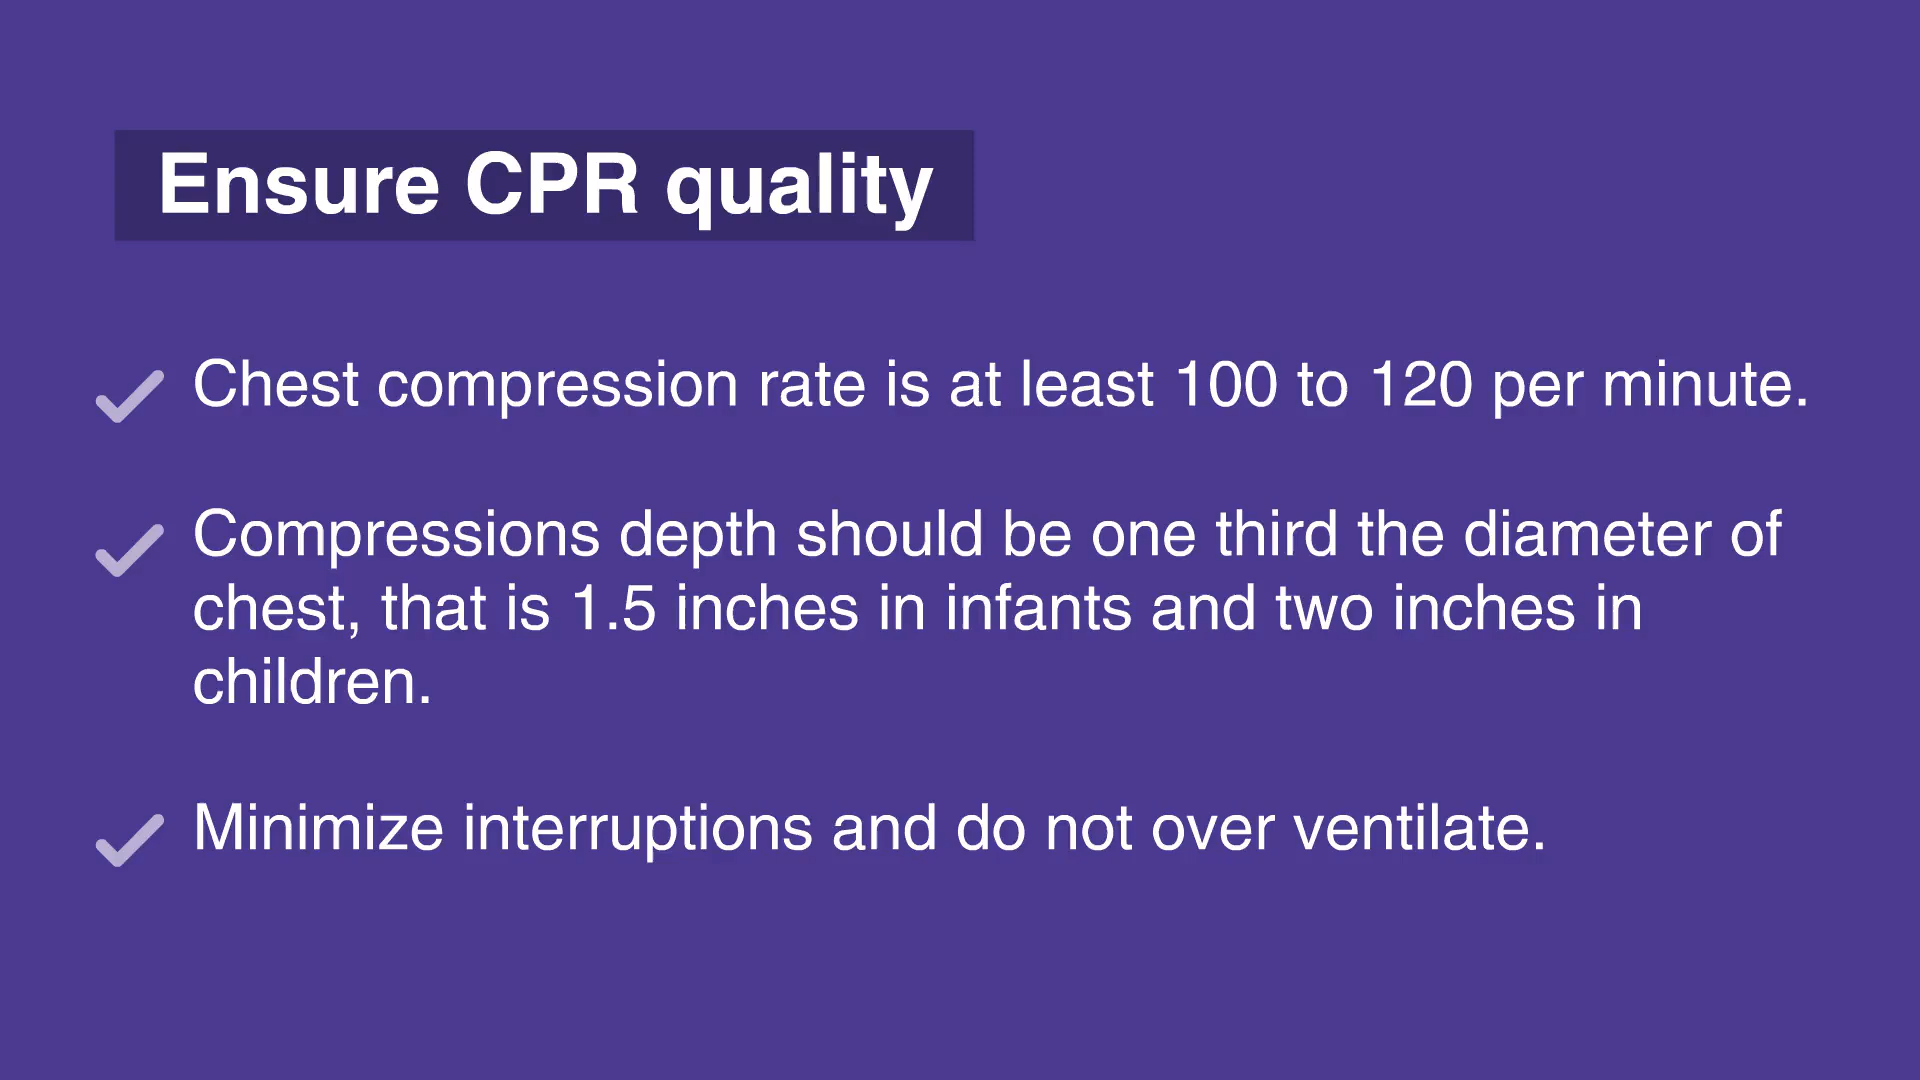 Ensure CPR quality
Chest compression rate is at least 100 to 120 per minute.
Compressions depth should be one third the diameter of
chest, that is 1.5 inches in infants and two inches in
children.
Minimize interruptions and do not over ventilate.